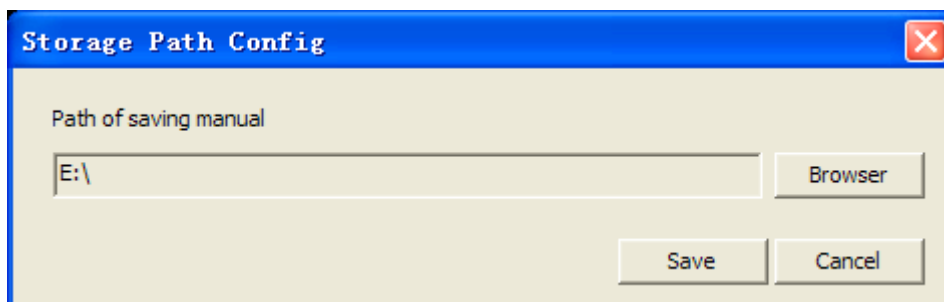 Storage Path Config
Path of saving manual
E:\
Browser
Save
Cancel